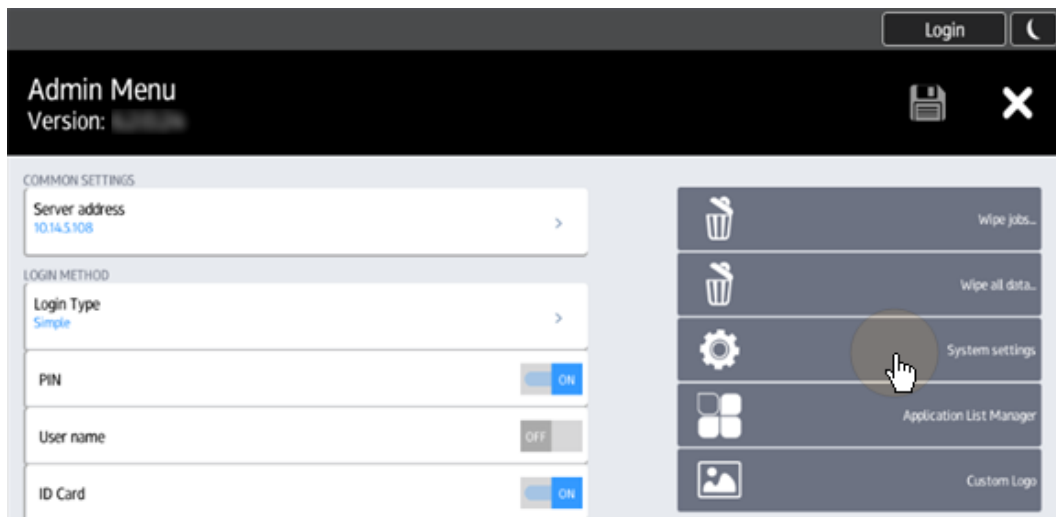 Login
Admin Menu
Version:
COMMON SETTINGS
Server address
10.14.5.108
LOGIN METHOD
Login Type
Simple
PIN
ON
User name
OFF
ID Card
ON
Wipe jobs...
Wipe all data...
System settings
Application List Manager
Custom Logo